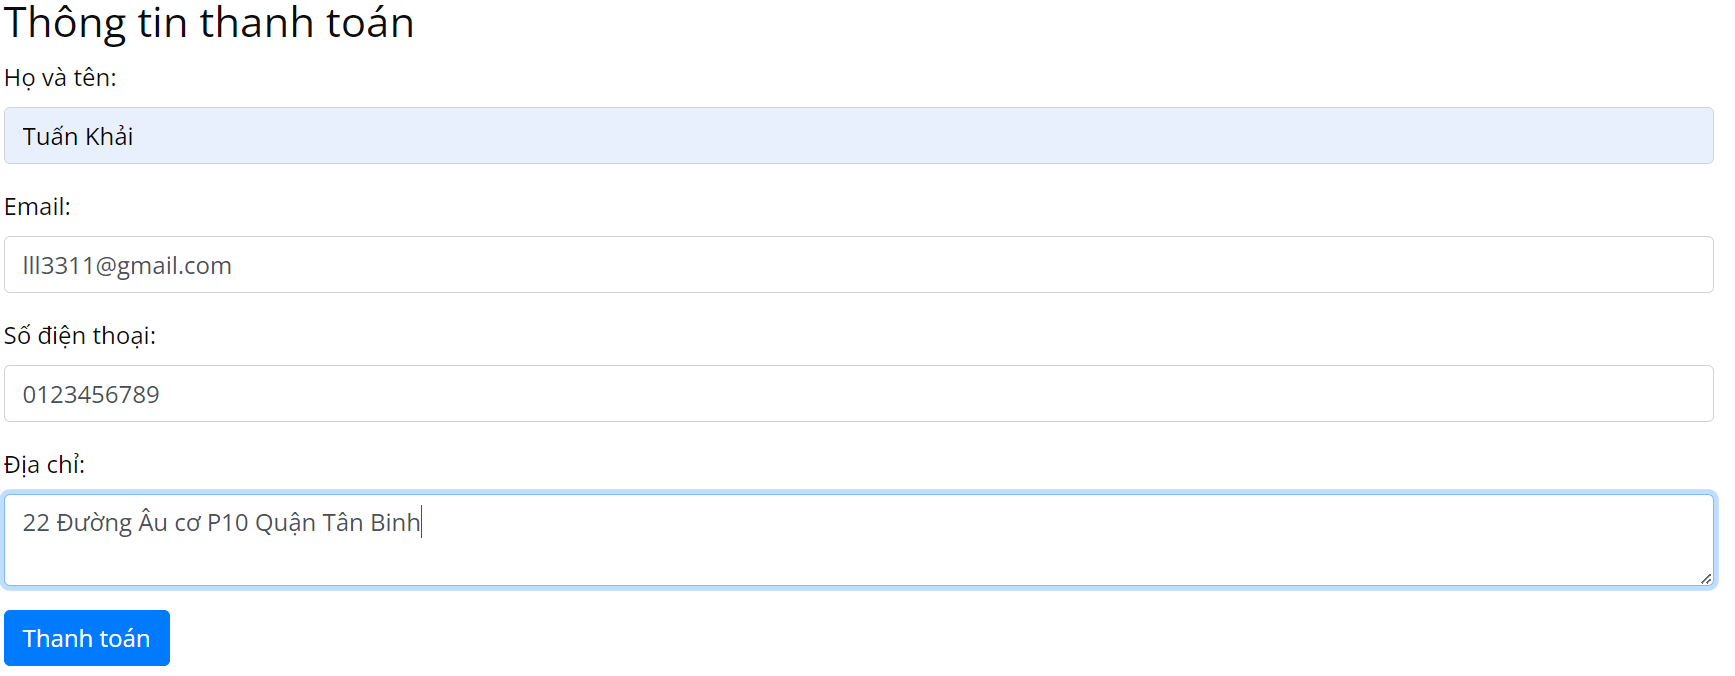 Thông tin thanh toán
Họ và tên:
Tuấn Khải
Email:
lll3311@gmail.com
Số điện thoại:
0123456789
Địa chỉ:
22 Đường Âu cơ P10 Quận Tân Binh
Thanh toán